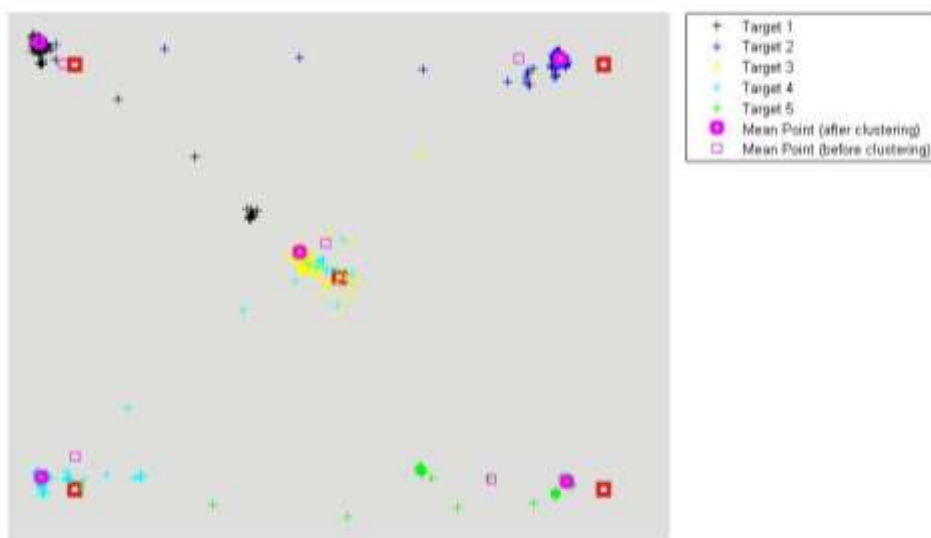 Target 1
Target 2
Target 3
Target 4
Target 5
Mean Point (after clustering)
Mean Point (before clustering)